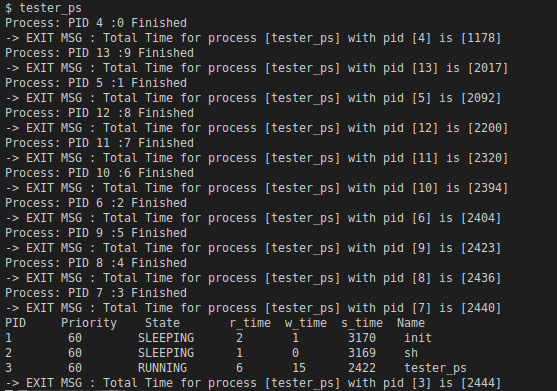 $ tester_ps
Process: PID 4 :0 Finished
-> EXIT MSG : Total Time for process [tester_ps] with pid [4] is [1178]
Process: PID 13 :9 Finished
-> EXIT MSG : Total Time for process [tester_ps] with pid [13] is [2017]
Process: PID 5 :1 Finished
-> EXIT MSG : Total Time for process [tester_ps] with pid [5] is [2092]
Process: PID 12 :8 Finished
-> EXIT MSG : Total Time for process [tester_ps] with pid [12] is [2200]
Process: PID 11 :7 Finished
-> EXIT MSG : Total Time for process [tester_ps] with pid [11] is [2320]
Process: PID 10 :6 Finished
-> EXIT MSG : Total Time for process [tester_ps] with pid [10] is [2394]
Process: PID 6 :2 Finished
-> EXIT MSG : Total Time for process [tester_ps] with pid [6] is [2404]
Process: PID 9 :5 Finished
-> EXIT MSG : Total Time for process [tester_ps] with pid [9] is [2423]
Process: PID 8 :4 Finished
-> EXIT MSG : Total Time for process [tester_ps] with pid [8] is [2436]
Process: PID 7 :3 Finished
-> EXIT MSG : Total Time for process [tester_ps] with pid [7] is [2440]
PID Priority State r_time w_time s_time Name
1 60 SLEEPING 2 1 3170 init
2 60 SLEEPING 1 0 3169 sh
3 60 RUNNING 6 15 2422 tester_ps
-> EXIT MSG : Total Time for process [tester_ps] with pid [3] is [2444]